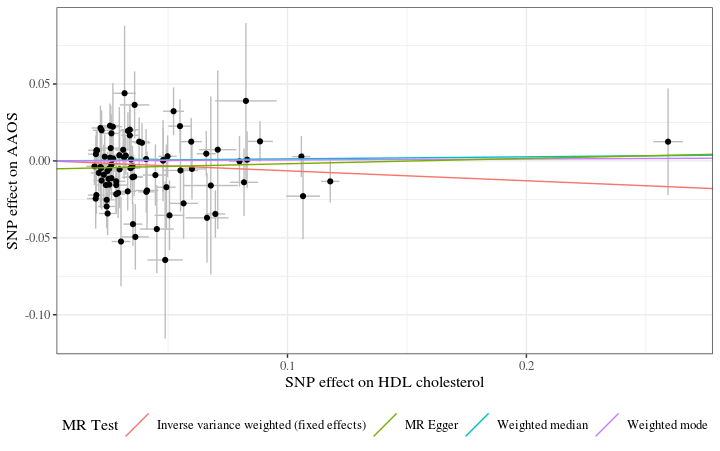 SNP effect on AAOS
0.05
0.00
-0.05
-0.10
0.1
0.2
SNP effect on HDL cholesterol
MR Test
Inverse variance weighted (fixed effects)
MR Egger
Weighted median
Weighted mode